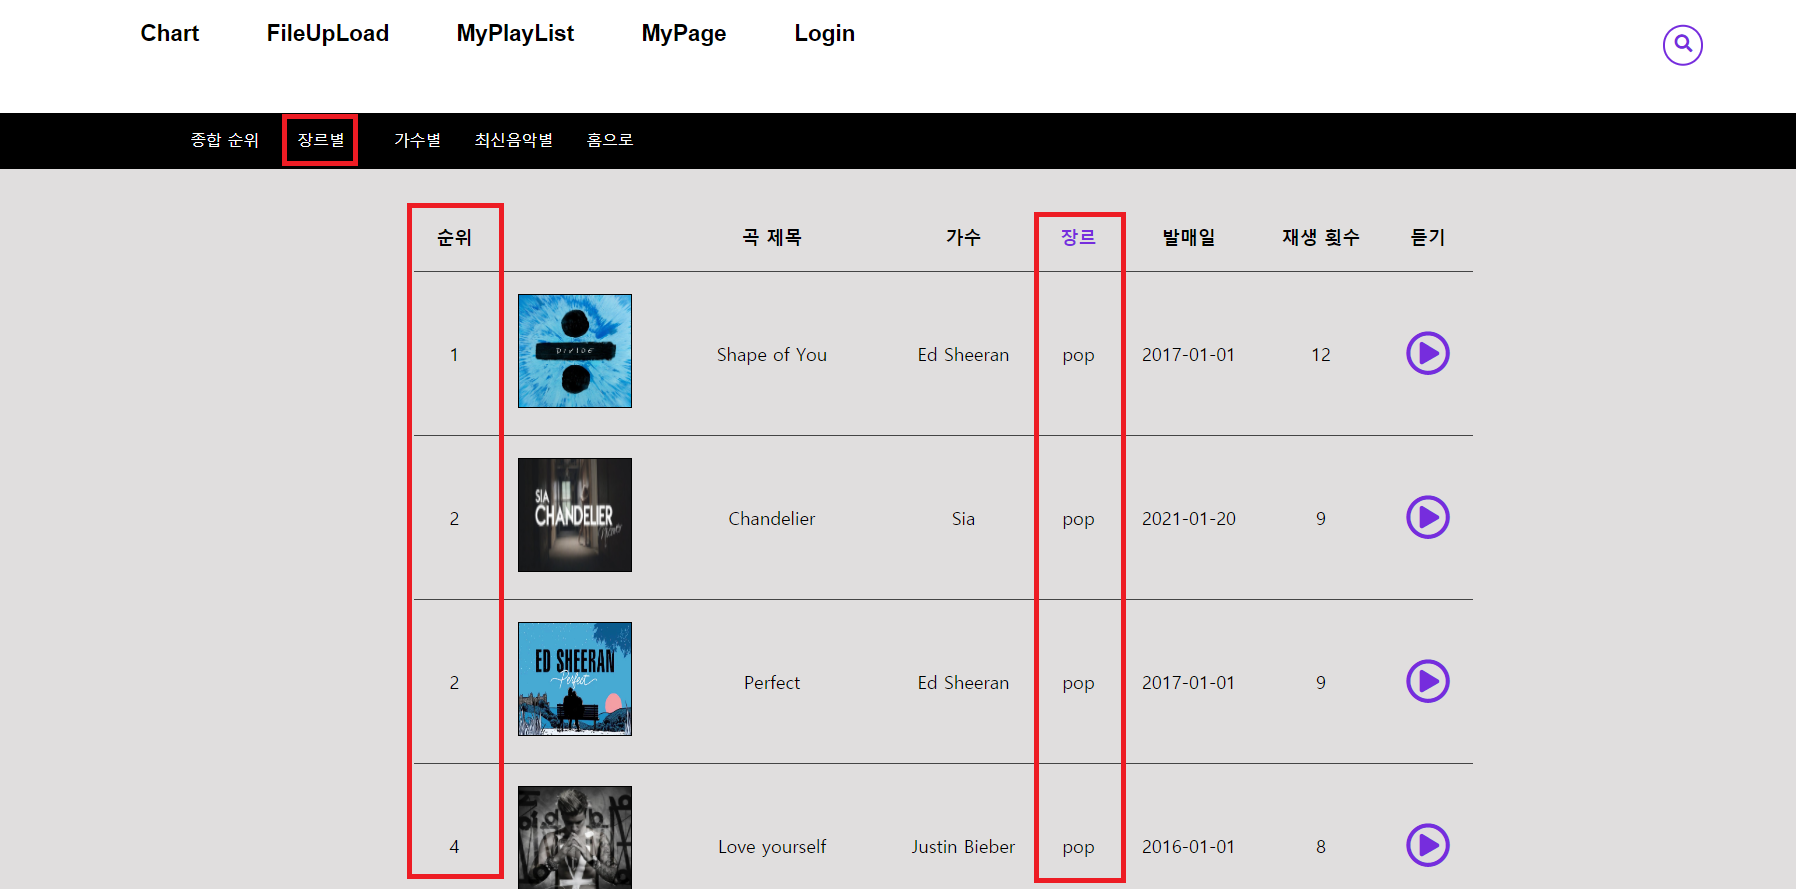 Chart FileUpLoad MyPlayList MyPage Login
종합 순위 장르별 가수별 최신음악별 홈으로
순위 곡 제목 가수 장르 발매일 재생 횟수 듣기
1 DIVIDE Shape of You Ed Sheeran pop 2017-01-01 12
SIA
CHANDELIER
2 Chandelier Sia pop 2021-01-20 9
ED SHEERAN
Perfect
2 Perfect Ed Sheeran pop 2017-01-01 9
4 Love yourself Justin Bieber pop 2016-01-01 8